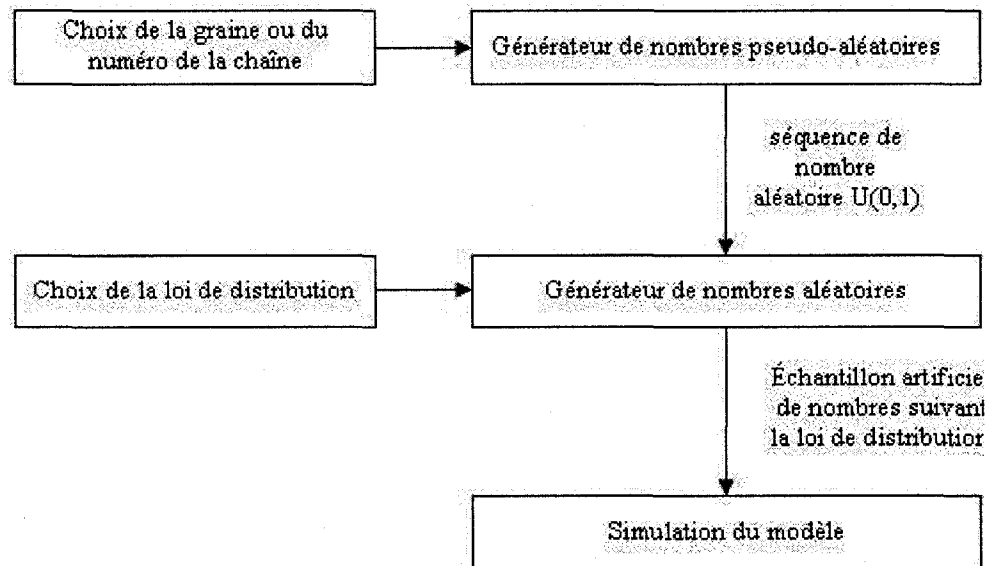 Choix de la graine ou du
numéro de la chaîne
Générateur de nombres pseudo-aléatoires
séquence de
nombre
aléatoire U(0,1)
Choix de la loi de distribution
Générateur de nombres aléatoires
Échantillon artificie
de nombres suivant
la loi de distribution
Simulation du modèle